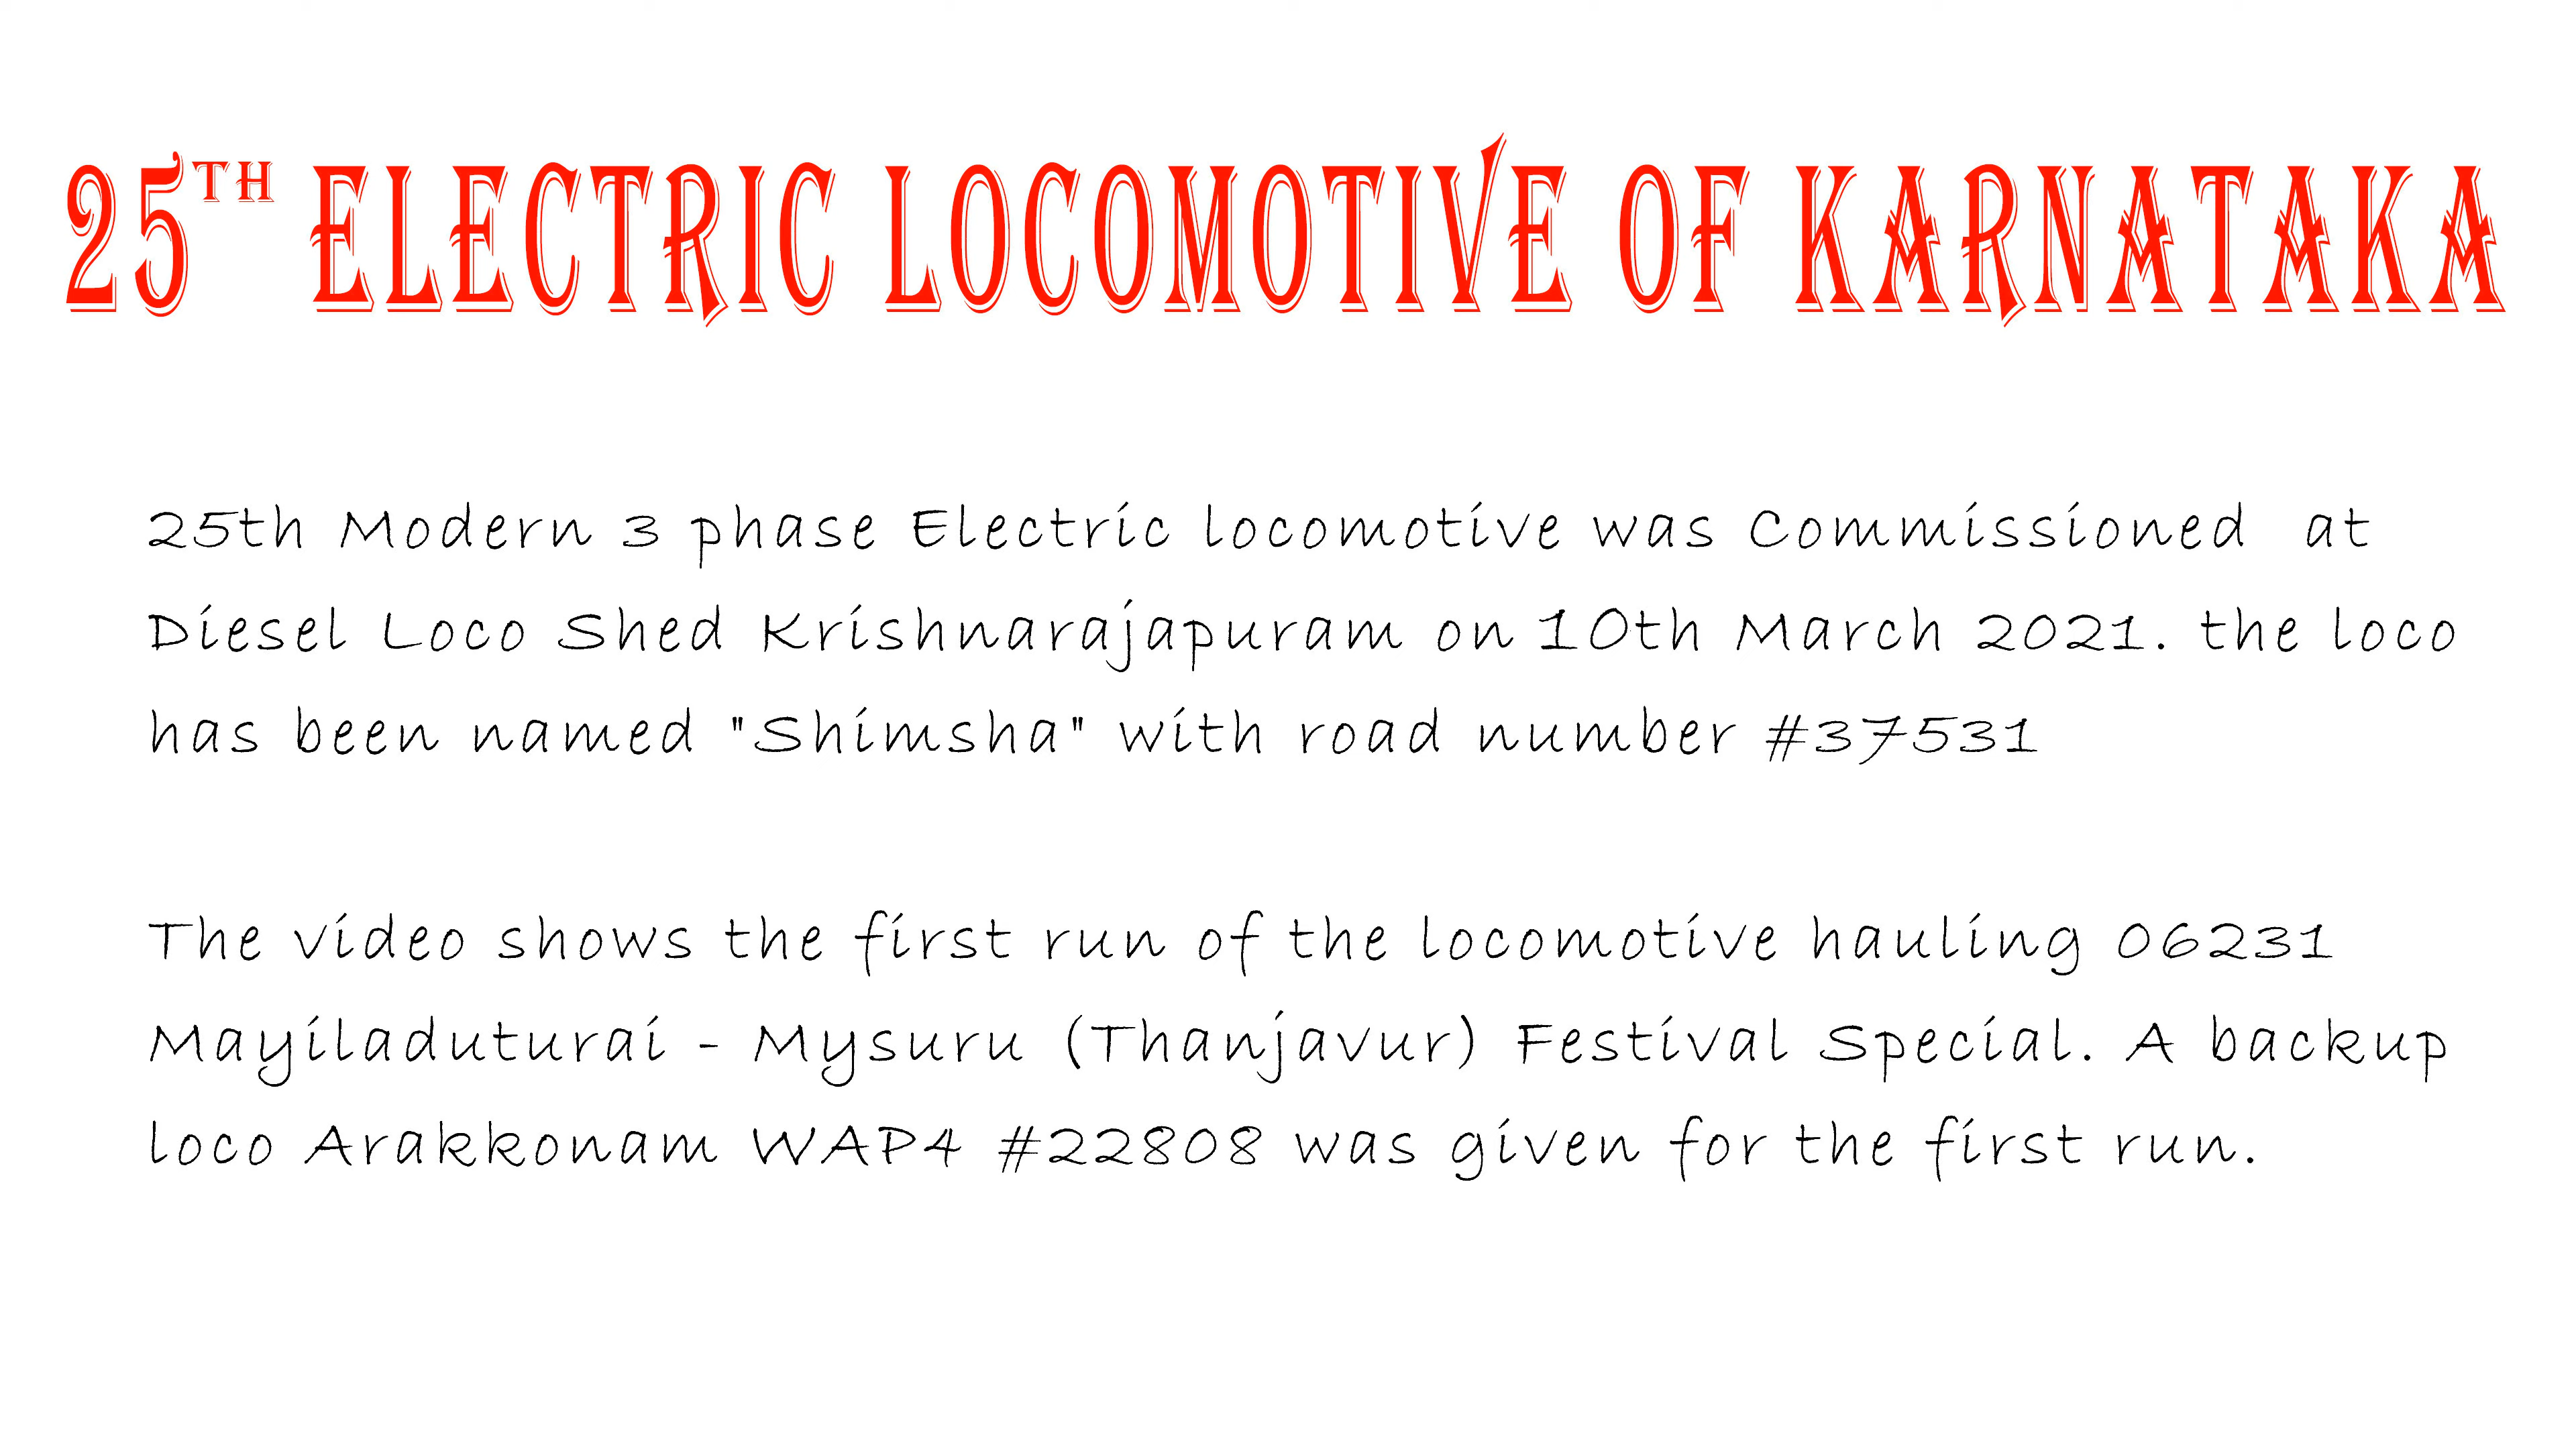 25TH ELECTRIC LOCOMOTIVE OF KARNATAKA
25th Modern 3 phase Electric locomotive was Commissioned at
Diesel Loco Shed Krishnarajapuram on 10th March 2021. the loco
has been named "Shimsha" with road number #37531
The video shows the first run of the locomotive hauling 06231
Mayiladuturai - Mysuru (Thanjavur) Festival Special. A backup
loco Arakkonam WAP4 #22808 was given for the first run.